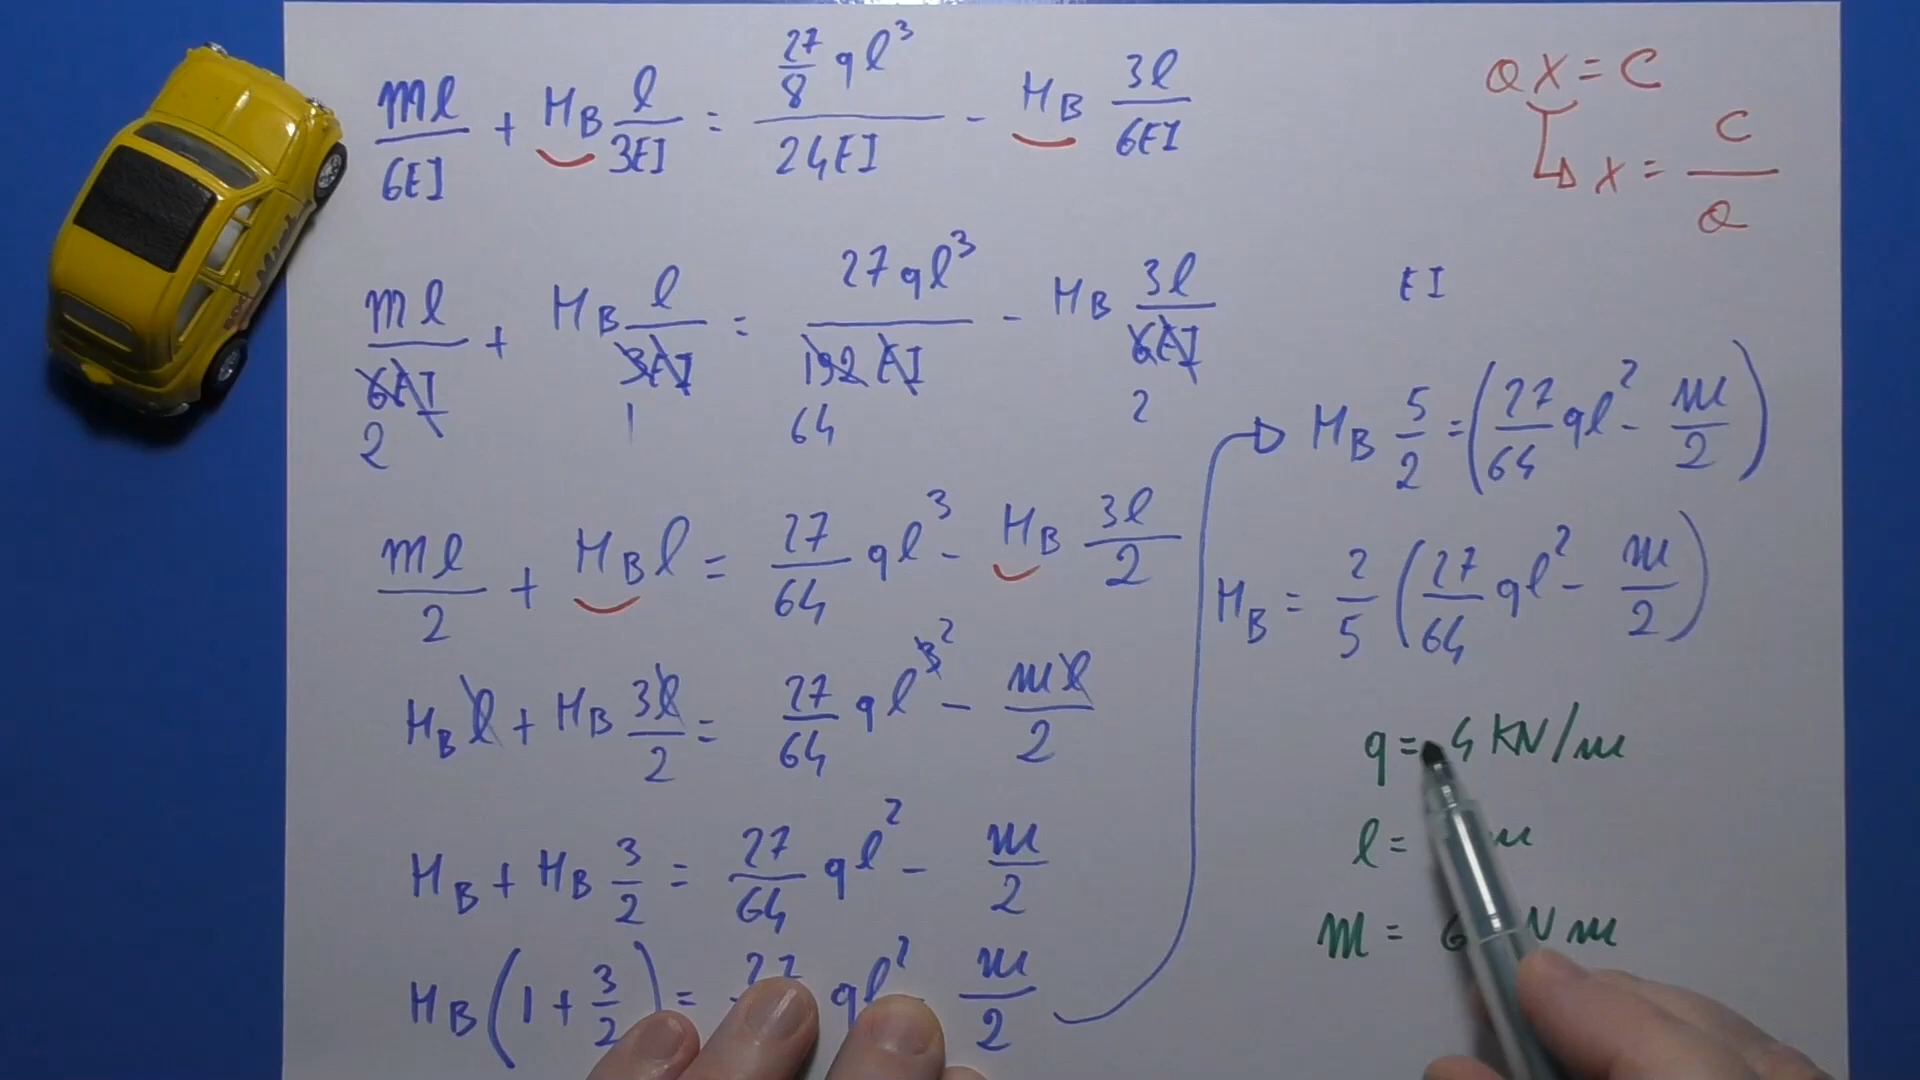 ml/6EI + M_B l/3EI = 27/8 ql³/24EI - M_B 3l/6EI
ml/6EI 2 + M_B l/3EI 1 = 27ql³/192EI 64 - M_B 3l/6EI 2
ml/2 + M_B l = 27/64 ql³ - M_B 3l/2
M_B l + M_B 3l/2 = 27/64 ql³ ² - ml/2
M_B + M_B 3/2 = 27/64 ql² - m/2
M_B (1 + 3/2) = ql² - m/2
ax = c
x = c/a
EI
M_B 5/2 = (27/64 ql² - m/2)
M_B = 2/5 (27/64 ql² - m/2)
q = 4 KN/m
l = m
m = 6 N m